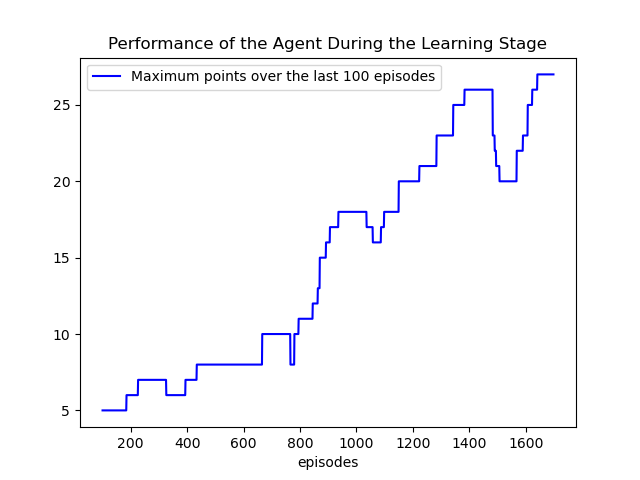 Performance of the Agent During the Learning Stage
Maximum points over the last 100 episodes
25
20
15
10
5
200 400 600 800 1000 1200 1400 1600
episodes